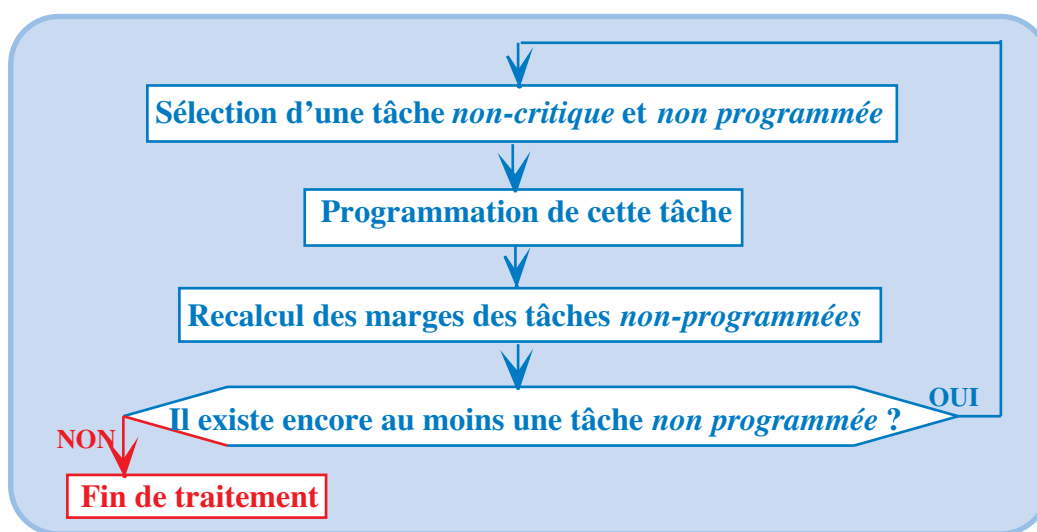 Sélection d’une tâche non-critique et non programmée
Programmation de cette tâche
Recalcul des marges des tâches non-programmées
OUI
Il existe encore au moins une tâche non programmée ?
NON
Fin de traitement